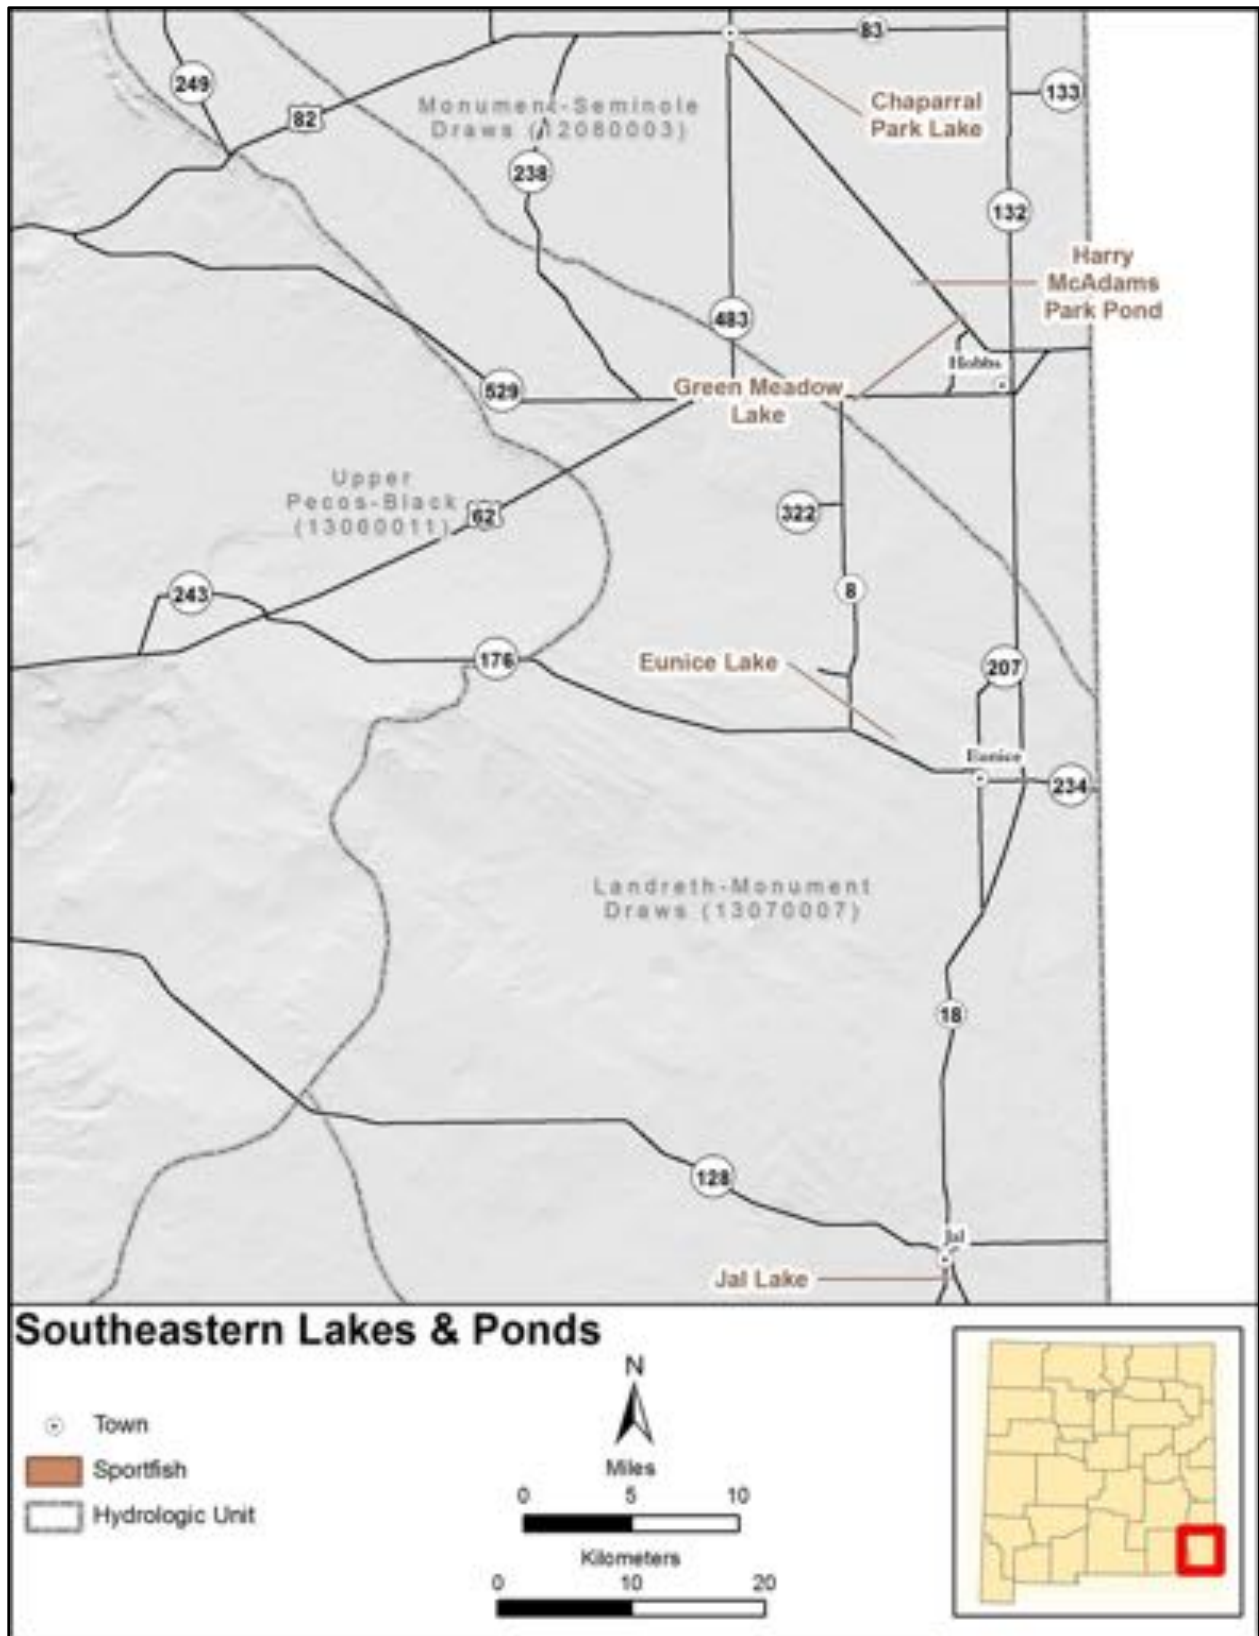 83
249
133
Chaparral
Park Lake
82
Monument-Seminole
Draws (12080003)
238
132
Harry
McAdams
Park Pond
483
Hobbs
529
Green Meadow
Lake
Upper
Pecos-Black
(13060011)
62
322
243
8
176
Eunice Lake
207
Eunice
234
Landreth-Monument
Draws (13070007)
18
128
Jal
Jal Lake
Southeastern Lakes & Ponds
N
Town
Sportfish
Hydrologic Unit
Miles
0 5 10
Kilometers
0 10 20